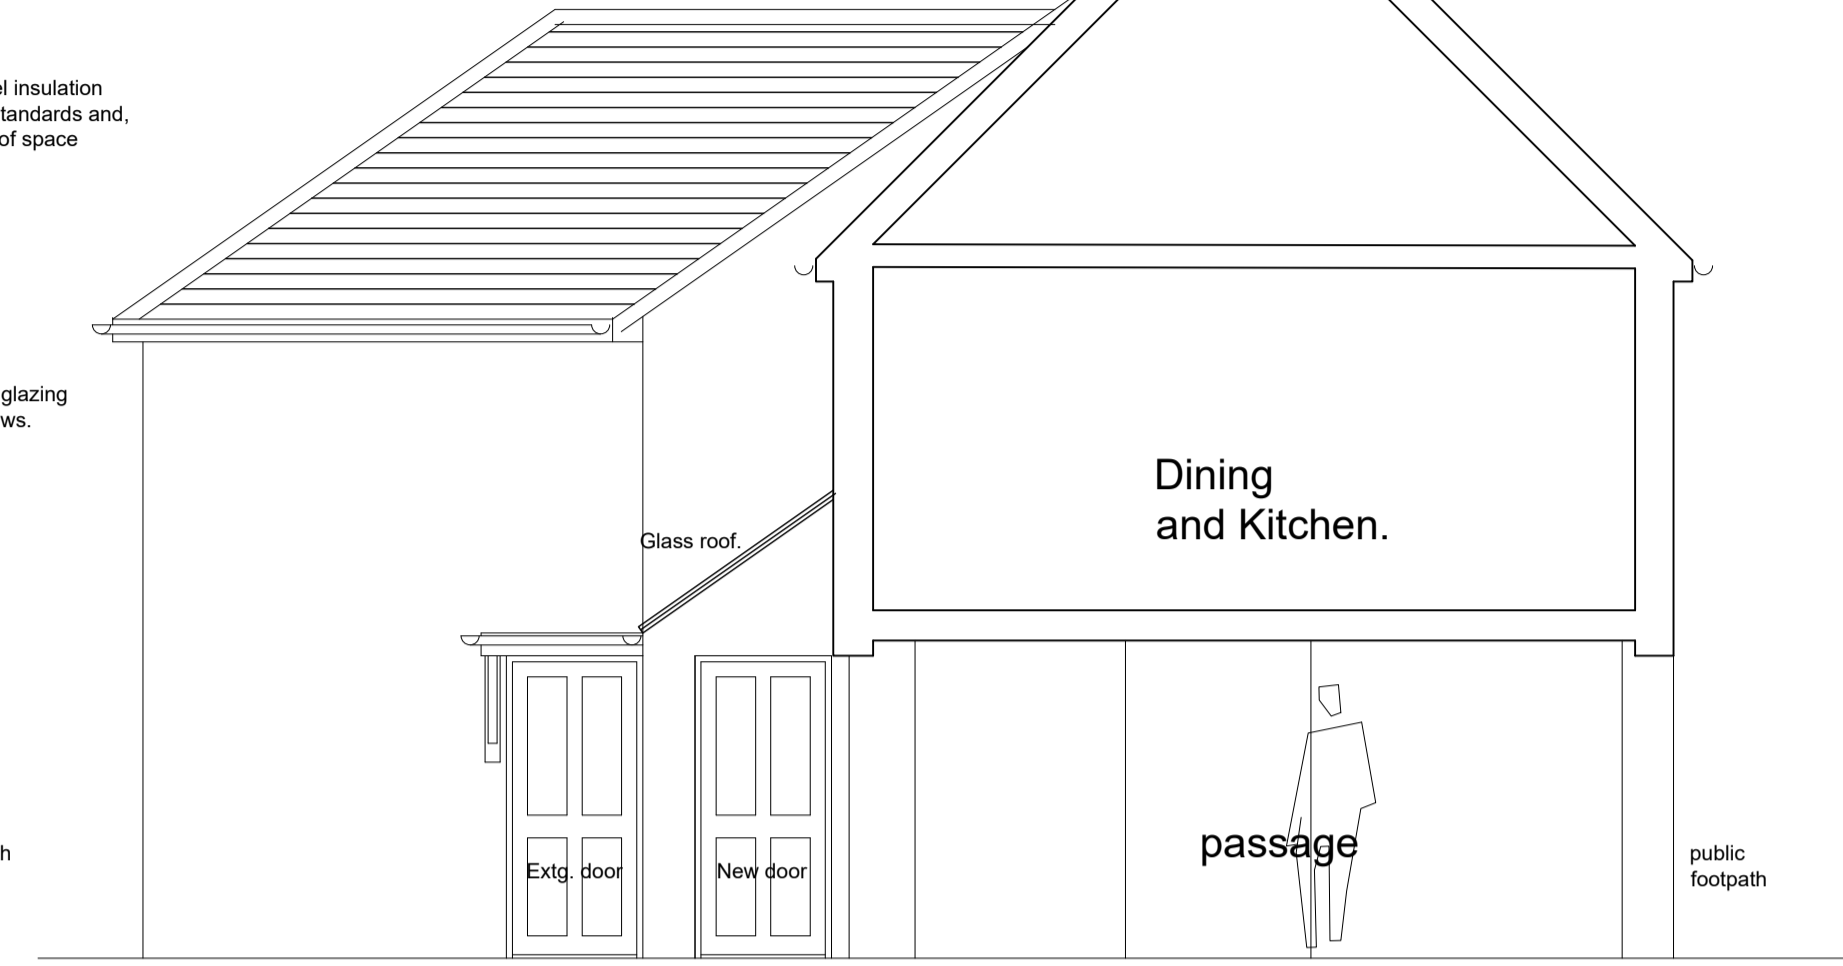 insulation
tandards and,
of space
glazing
ws.
Glass roof.
Dining
and Kitchen.
Extg. door
New door
passage
h
public
footpath